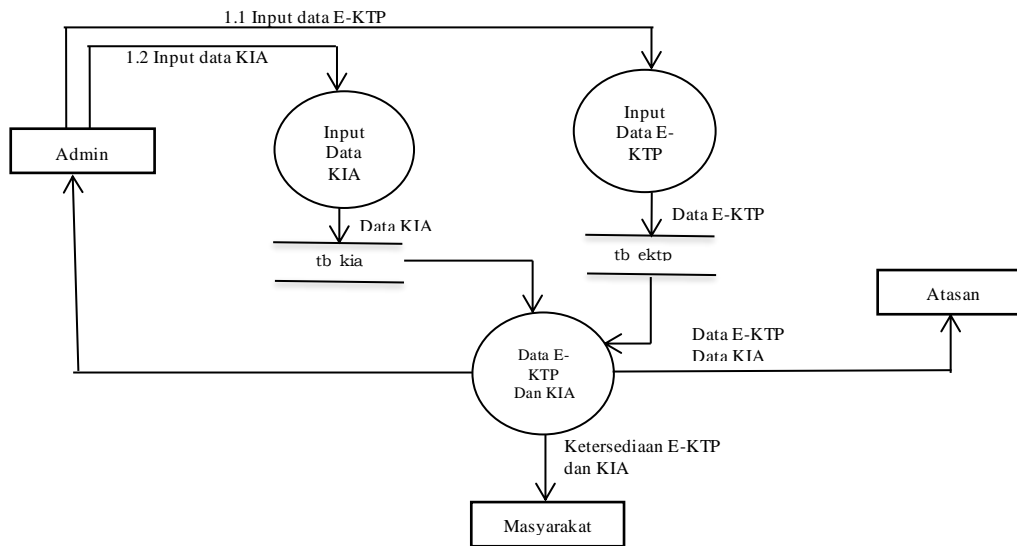 1.1 Input data E-KTP
1.2 Input data KIA
Admin
Input
Data
KIA
Input
Data E-
KTP
Data KIA
Data E-KTP
tb_kia
tb_ektp
Atasan
Data E-KTP
Data KIA
Data E-
KTP
Dan KIA
Ketersediaan E-KTP
dan KIA
Masyarakat